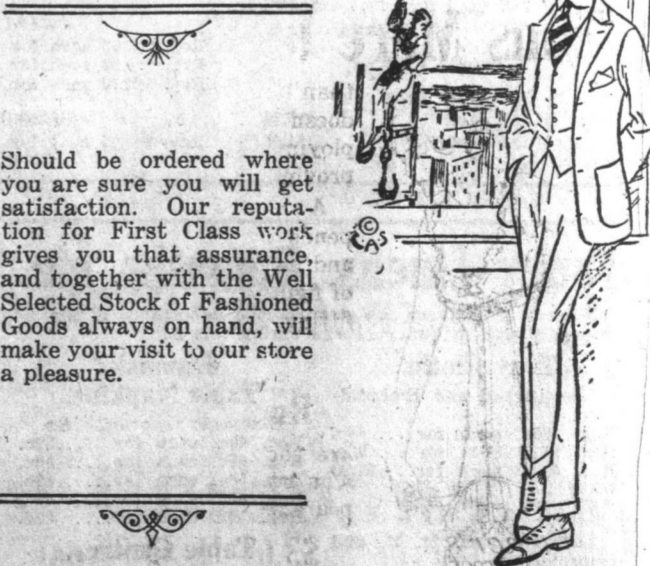 Should be ordered where
you are sure you will get
satisfaction. Our reputa-
tion for First Class work
gives you that assurance,
and together with the Well
Selected Stock of Fashioned
Goods always on hand, will
make your visit to our store
a pleasure.
©
CAS